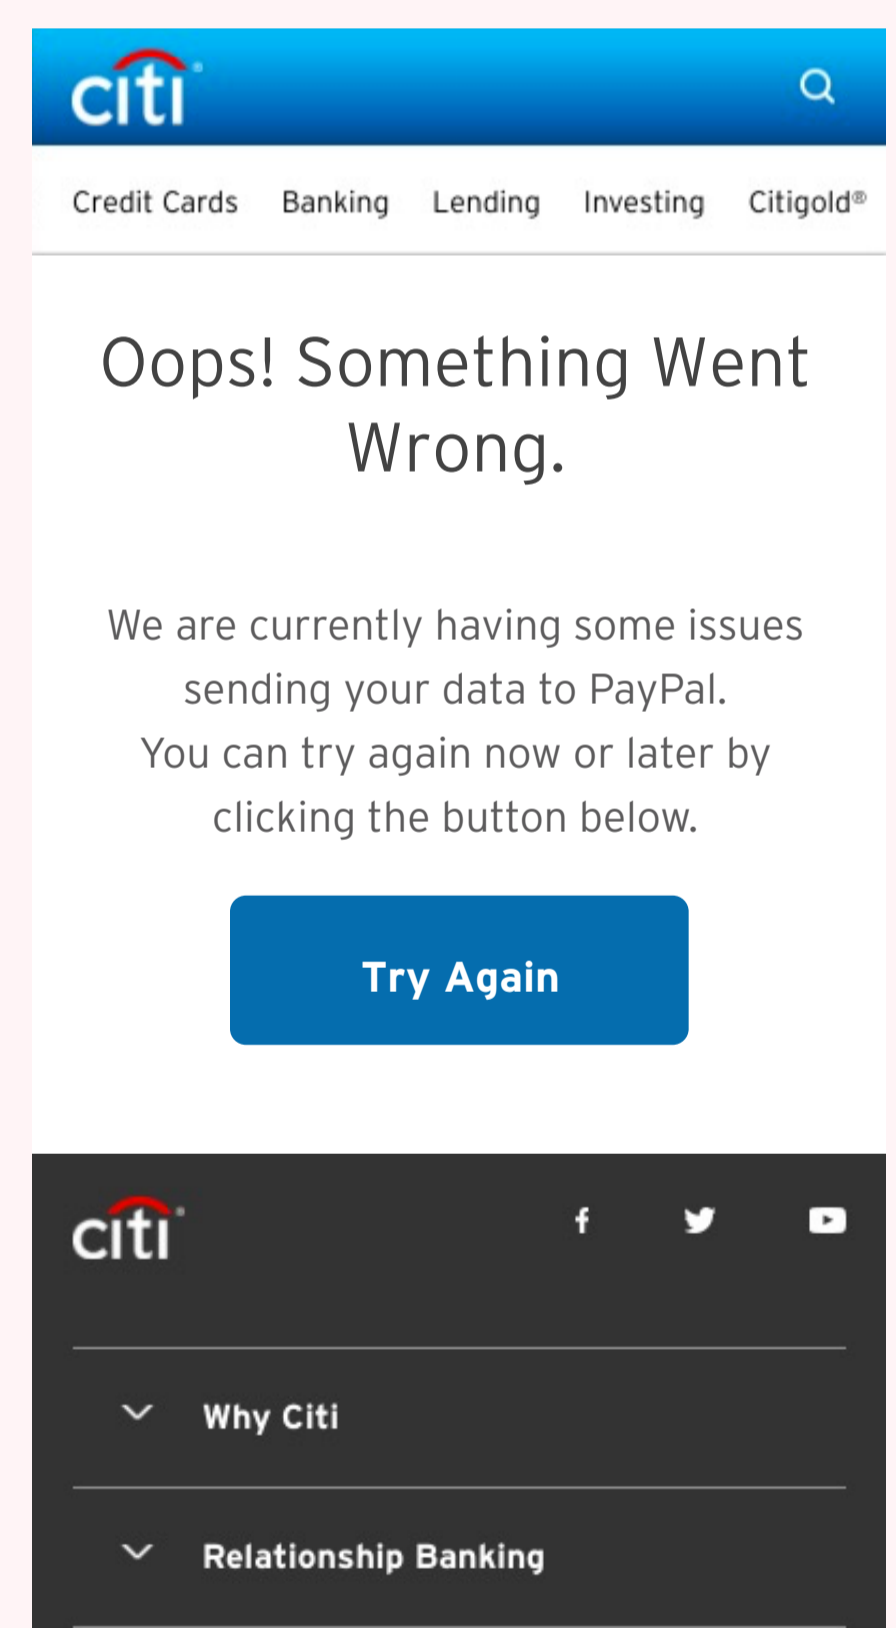 citi®
Credit Cards Banking Lending Investing Citigold®
Oops! Something Went
Wrong.
We are currently having some issues
sending your data to PayPal.
You can try again now or later by
clicking the button below.
Try Again
citi®
Why Citi
Relationship Banking